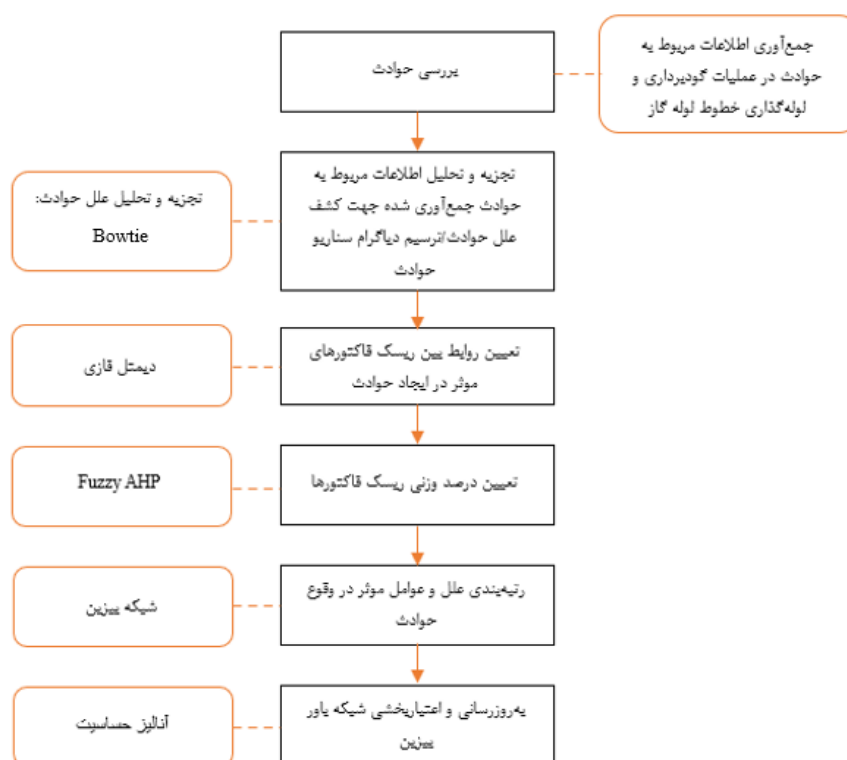 بررسی حوادث
جمع‌آوری اطلاعات مربوط به
حوادث در عملیات گودبرداری و
لوله‌گذاری خطوط لوله گاز
تجزیه و تحلیل اطلاعات مربوط به
حوادث جمع‌آوری شده جهت کشف
علل حوادث/ترسیم دیاگرام سناریو
حوادث
تجزیه و تحلیل علل حوادث:
Bowtie
تعیین روابط بین ریسک فاکتورهای
موثر در ایجاد حوادث
دیمتل فازی
تعیین درصد وزنی ریسک فاکتورها
Fuzzy AHP
رتبه‌بندی علل و عوامل موثر در وقوع
حوادث
شبکه بیزین
به‌روزرسانی و اعتباربخشی شبکه باور
بیزین
آنالیز حساسیت